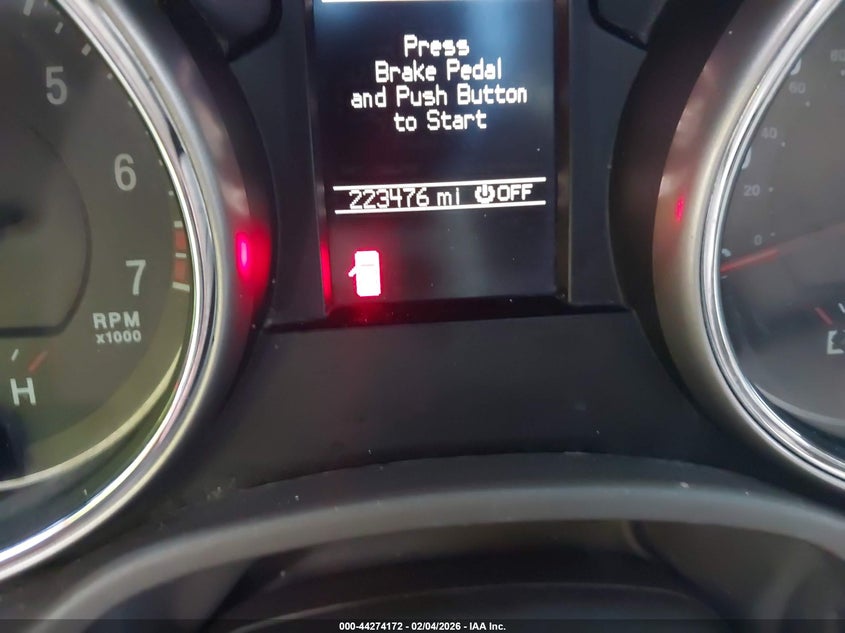 Press
Brake Pedal
and Push Button
to Start
223476 mi OFF
5
6
7
RPM
x1000
H
60
40
20
0
000-44274172 - 02/04/2026 - IAA Inc.